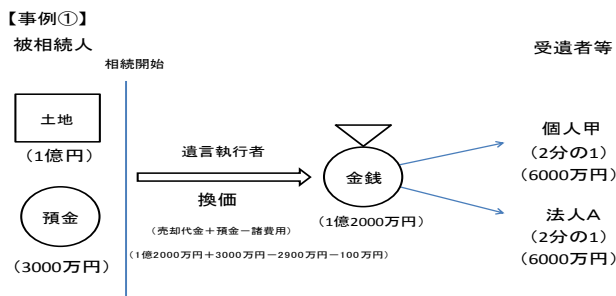 【事例①】
被相続人
相続開始
受遺者等
土地
(1億円)
預金
(3000万円)
遺言執行者
換価
(売却代金+預金-諸費用)
(1億2000万円+3000万円-2900万円-100万円)
金銭
(1億2000万円)
個人甲
(2分の1)
(6000万円)
法人A
(2分の1)
(6000万円)